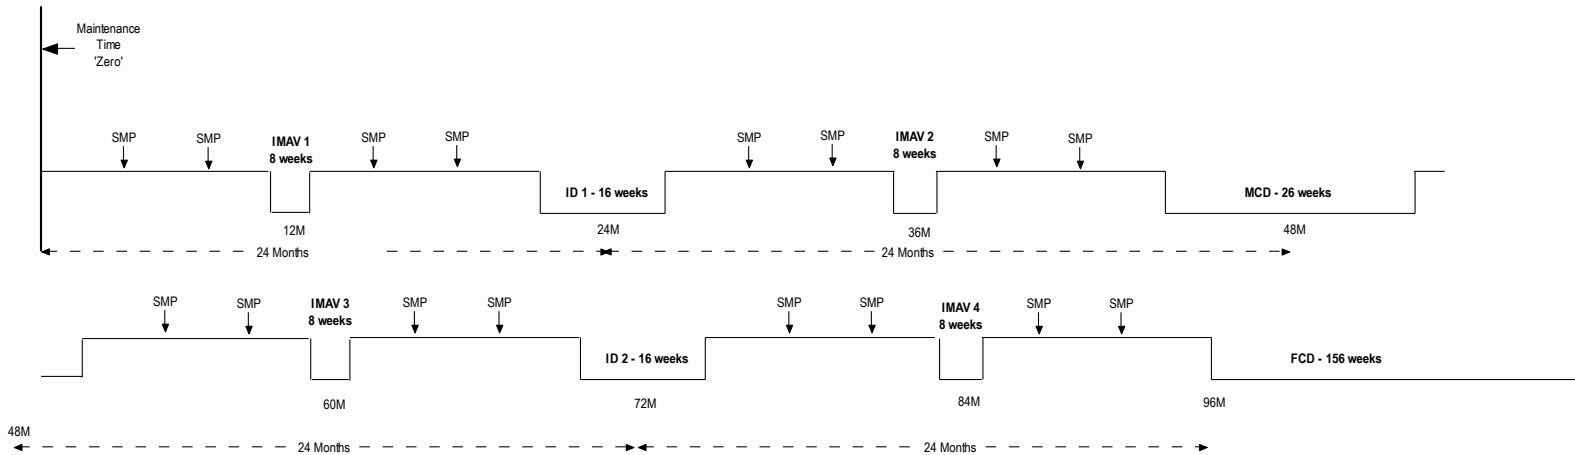 Maintenance
Time
'Zero'
SMP
SMP
IMAV 1
8 weeks
SMP
SMP
SMP
SMP
IMAV 2
8 weeks
SMP
SMP
ID 1 - 16 weeks
MCD - 26 weeks
12M
24M
36M
48M
24 Months
24 Months
SMP
SMP
IMAV 3
8 weeks
SMP
SMP
SMP
SMP
IMAV 4
8 weeks
SMP
SMP
ID 2 - 16 weeks
FCD - 156 weeks
60M
72M
84M
96M
48M
24 Months
24 Months